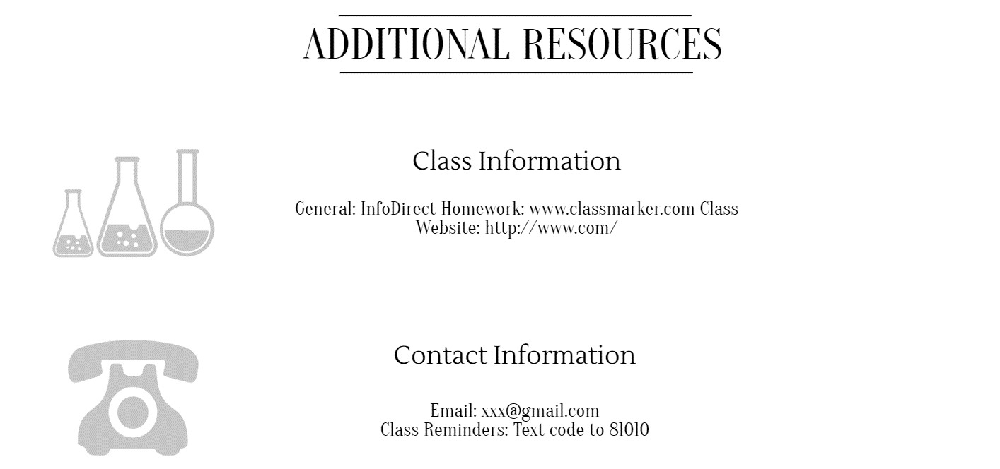 ADDITIONAL RESOURCES
Class Information
General: InfoDirect Homework: www.classmarker.com Class
Website: http://www.com/
Contact Information
Email: xxx@gmail.com
Class Reminders: Text code to 81010